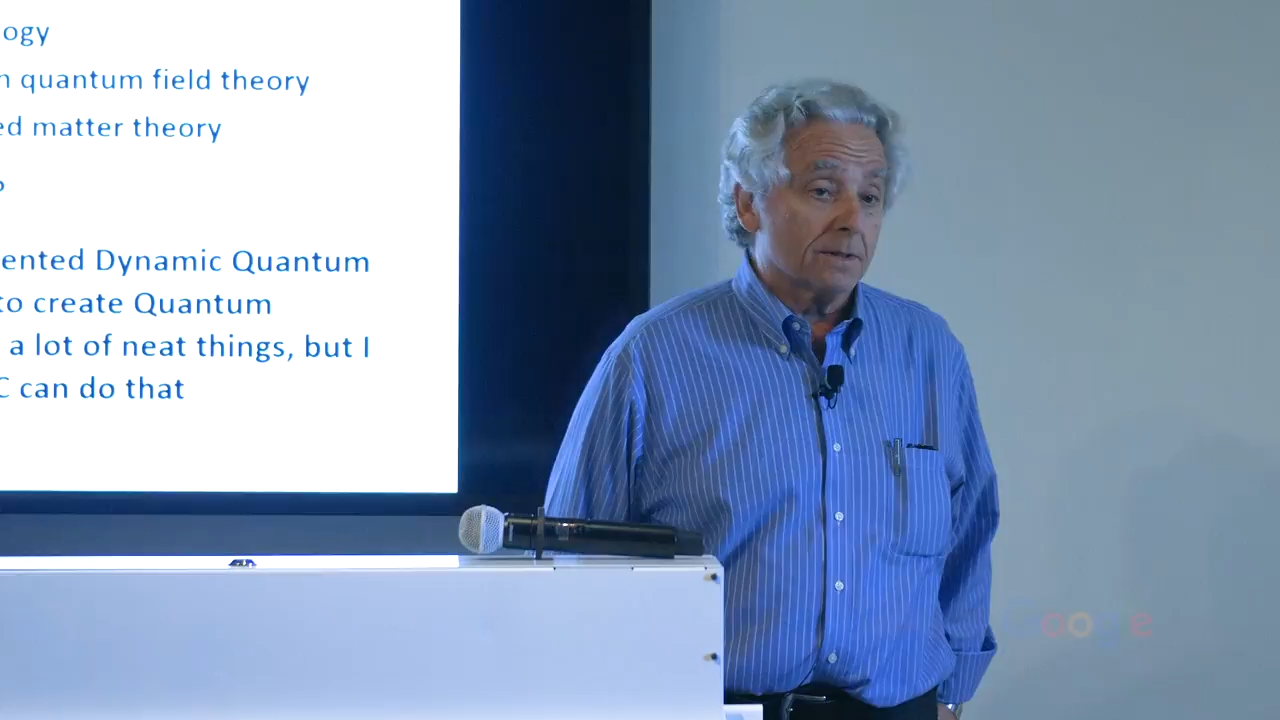 ogy
n quantum field theory
ed matter theory
ented Dynamic Quantum
to create Quantum
a lot of neat things, but I
C can do that
Google